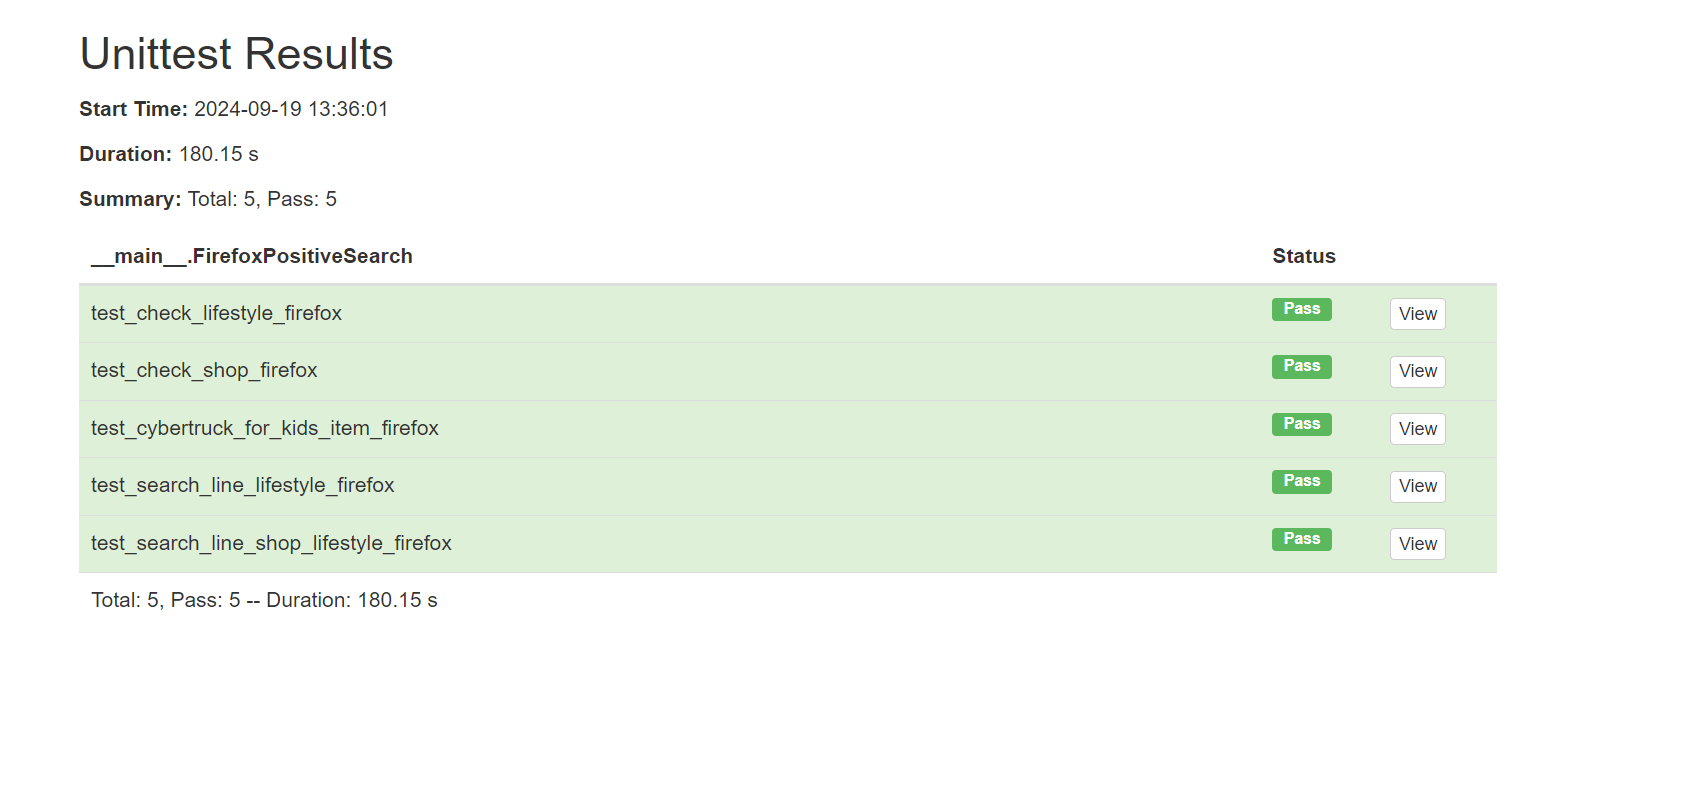 Unittest Results
Start Time: 2024-09-19 13:36:01
Duration: 180.15 s
Summary: Total: 5, Pass: 5
__main__.FirefoxPositiveSearch Status
test_check_lifestyle_firefox Pass View
test_check_shop_firefox Pass View
test_cybertruck_for_kids_item_firefox Pass View
test_search_line_lifestyle_firefox Pass View
test_search_line_shop_lifestyle_firefox Pass View
Total: 5, Pass: 5 -- Duration: 180.15 s